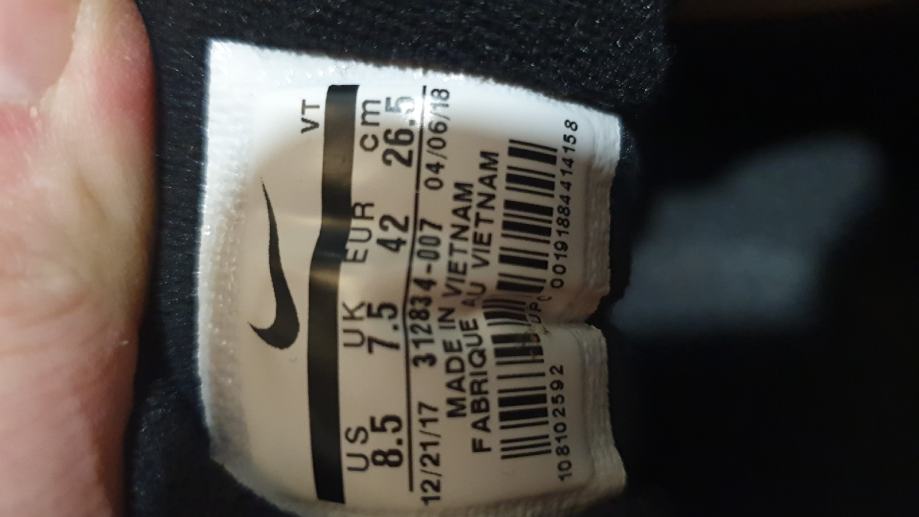 VT
US UK EUR cm
8.5 7.5 42 26.5
12/21/17 312834-007 04/06/18
MADE IN VIETNAM
FABRIQUE AU VIETNAM
UPC 00191884414158
108102592